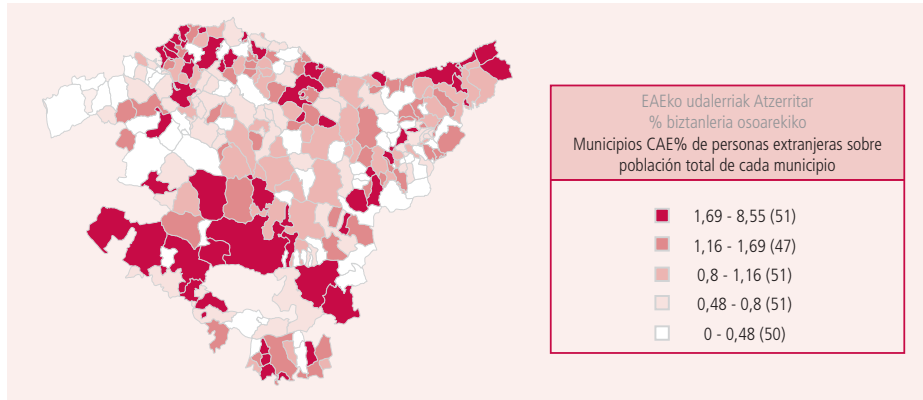 EAEko udalerriak Atzerritar
% biztanleria osoarekiko
Municipios CAE% de personas extranjeras sobre
población total de cada municipio
1,69 - 8,55 (51)
1,16 - 1,69 (47)
0,8 - 1,16 (51)
0,48 - 0,8 (51)
0 - 0,48 (50)